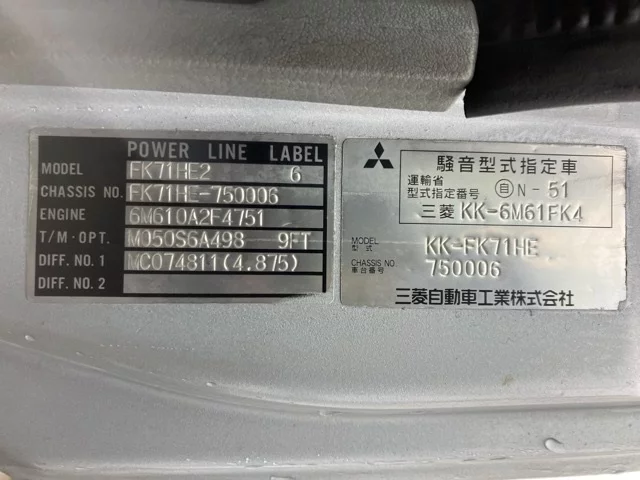 POWER LINE LABEL
MODEL FK71HE2 6
CHASSIS NO. FK71HE-750006
ENGINE 6M610A2F4751
T/M·OPT. M050S6A498 9FT
DIFF. NO. 1 MC074811(4.875)
DIFF. NO. 2
騒音型式指定車
運輸省
型式指定番号 自N-51
三菱 KK-6M61FK4
MODEL
型式 KK-FK71HE
CHASSIS NO
車台番号 750006
三菱自動車工業株式会社